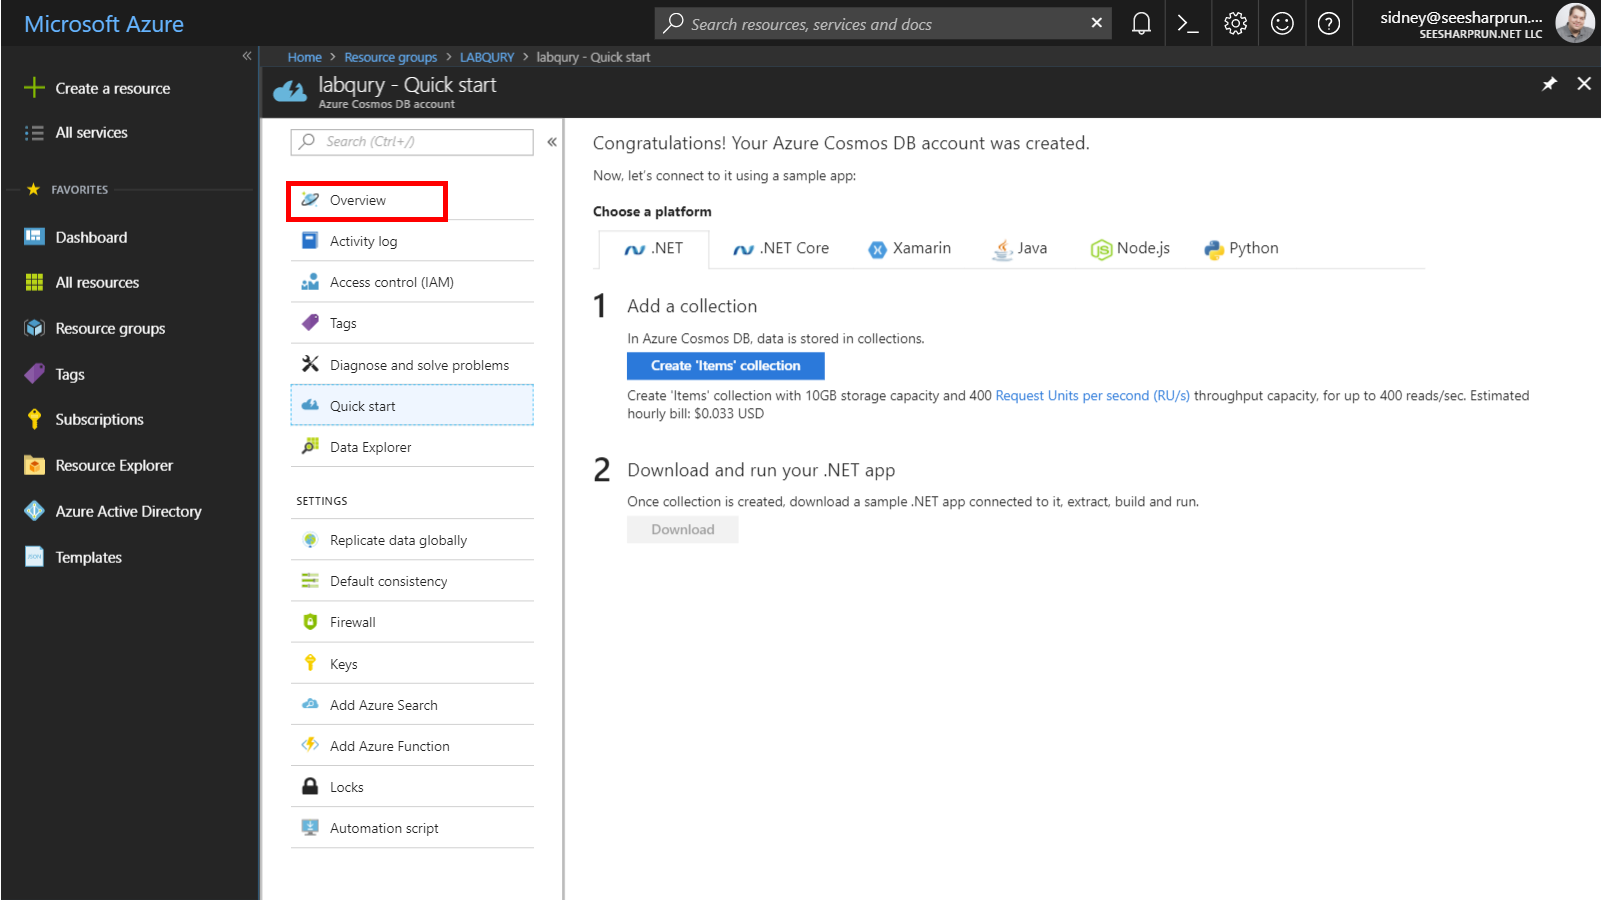 Microsoft Azure
Search resources, services and docs
sidney@seesharprun....
SEESHARPRUN.NET LLC
Create a resource
All services
FAVORITES
Dashboard
All resources
Resource groups
Tags
Subscriptions
Resource Explorer
Azure Active Directory
Templates
Home > Resource groups > LABQURY > labqury - Quick start
labqury - Quick start
Azure Cosmos DB account
Search (Ctrl+/)
Overview
Activity log
Access control (IAM)
Tags
Diagnose and solve problems
Quick start
Data Explorer
SETTINGS
Replicate data globally
Default consistency
Firewall
Keys
Add Azure Search
Add Azure Function
Locks
Automation script
Congratulations! Your Azure Cosmos DB account was created.
Now, let's connect to it using a sample app:
Choose a platform
.NET .NET Core Xamarin Java Node.js Python
1 Add a collection
In Azure Cosmos DB, data is stored in collections.
Create 'Items' collection
Create 'Items' collection with 10GB storage capacity and 400 Request Units per second (RU/s) throughput capacity, for up to 400 reads/sec. Estimated
hourly bill: $0.033 USD
2 Download and run your .NET app
Once collection is created, download a sample .NET app connected to it, extract, build and run.
Download